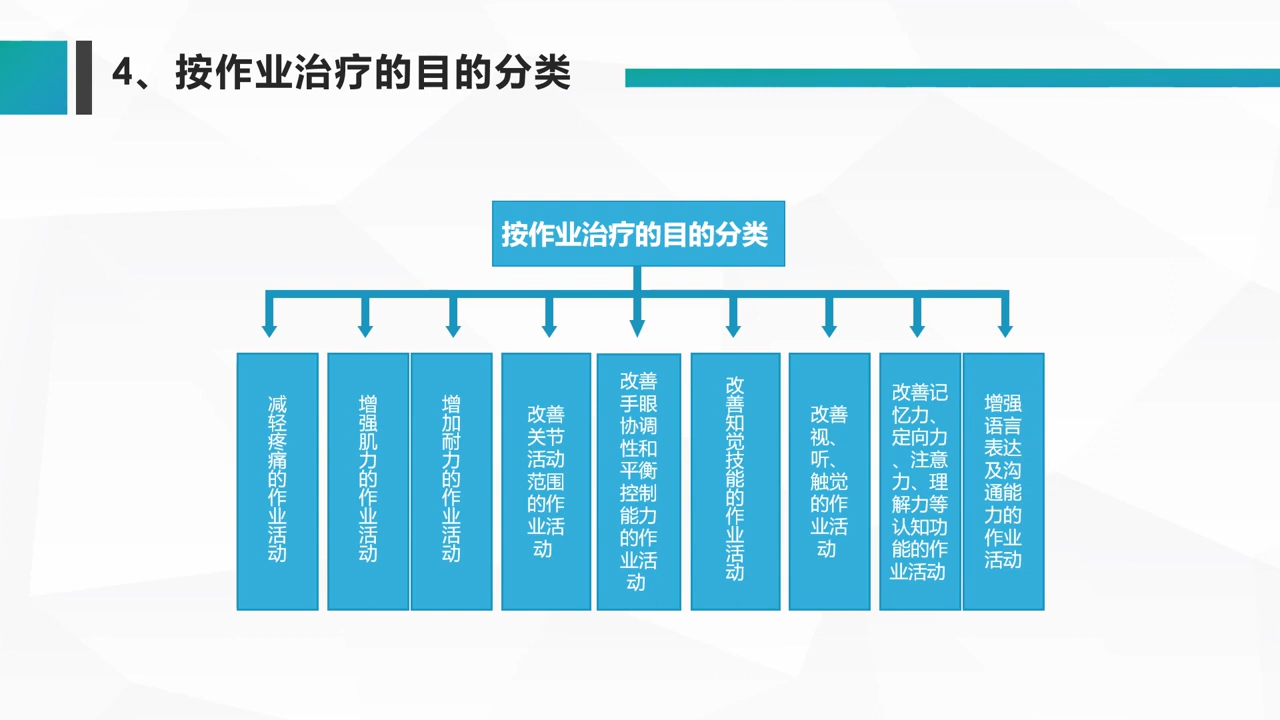 4、按作业治疗的目的分类
按作业治疗的目的分类
减轻疼痛的作业活动
增强肌力的作业活动
增加耐力的作业活动
改善
关节
活动
范围
的作
业活
动
改善
手眼
协调
性和
平衡
控制
能力
的作
业活
动
改善知觉技能的作业活动
改善
视、
听、
触觉
的作
业活
动
改善记
忆力、
定向力
、注意
力、理
解力等
认知功
能的作
业活动
增强
语言
表达
及沟
通能
力的
作业
活动